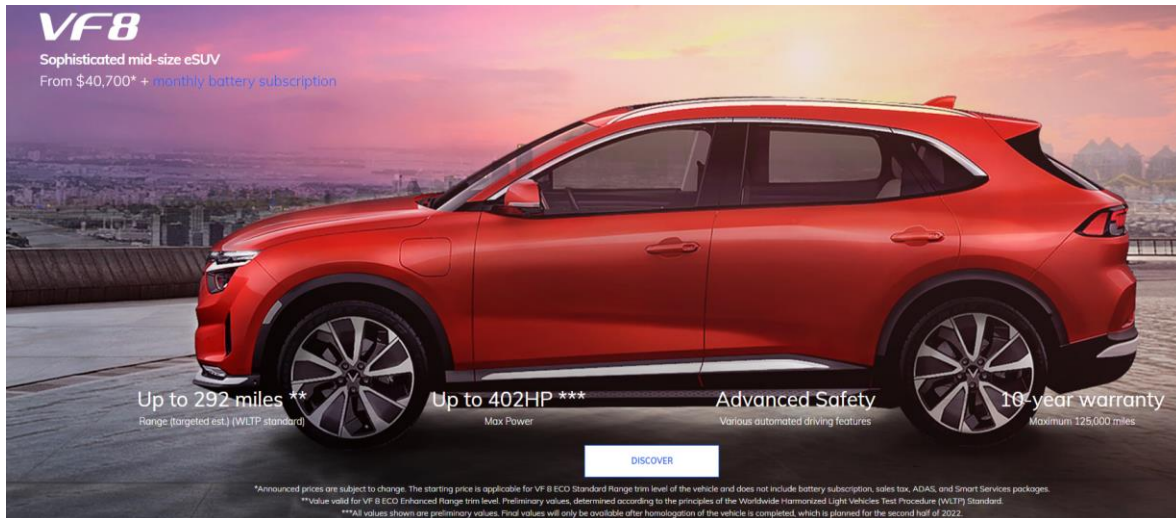 VF8
Sophisticated mid-size eSUV
From $40,700* + monthly battery subscription
Up to 292 miles **
Range (targeted est.) (WLTP standard)
Up to 402HP ***
Max Power
Advanced Safety
Various automated driving features
10-year warranty
Maximum 125,000 miles
DISCOVER
*Announced prices are subject to change. The starting price is applicable for VF 8 ECO Standard Range trim level of the vehicle and does not include battery subscription, sales tax, ADAS, and Smart Services packages.
**Value valid for VF 8 ECO Enhanced Range trim level. Preliminary values, determined according to the principles of the Worldwide Harmonized Light Vehicles Test Procedure (WLTP) Standard.
***All values shown are preliminary values. Final values will only be available after homologation of the vehicle is completed, which is planned for the second half of 2022.